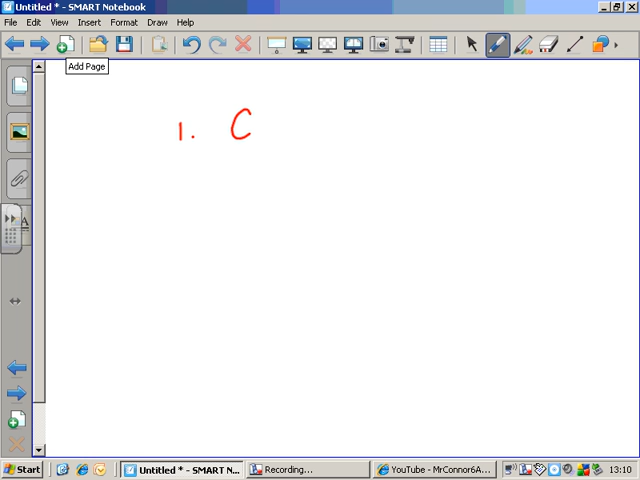 Untitled * - SMART Notebook
File Edit View Insert Format Draw Help
Add Page
1. C
A
Start Untitled * - SMART N... Recording... YouTube - MrConnor6A... 13:10